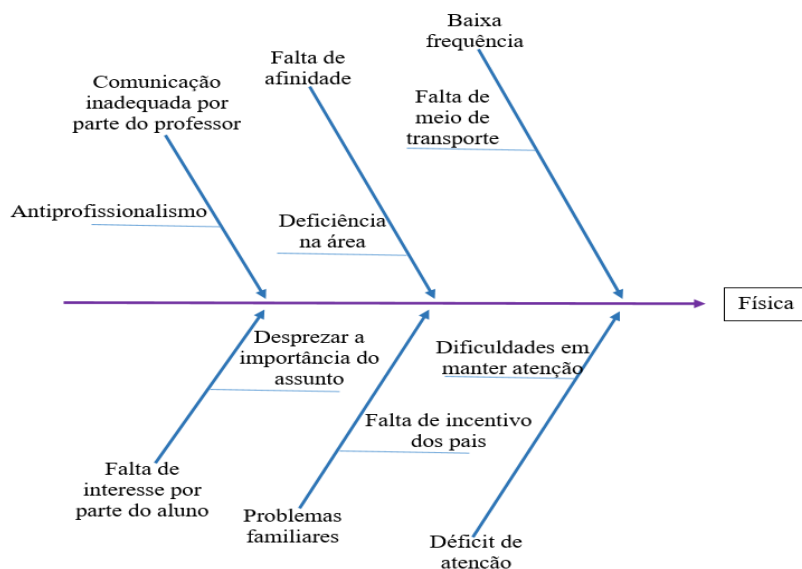 Baixa
frequência
Falta de
afinidade
Comunicação
inadequada por
parte do professor
Falta de
meio de
transporte
Antiprofissionalismo
Deficiência
na área
Física
Desprezar a
importância do
assunto
Dificuldades em
manter atenção
Falta de incentivo
dos pais
Falta de
interesse por
parte do aluno
Problemas
familiares
Déficit de
atencão